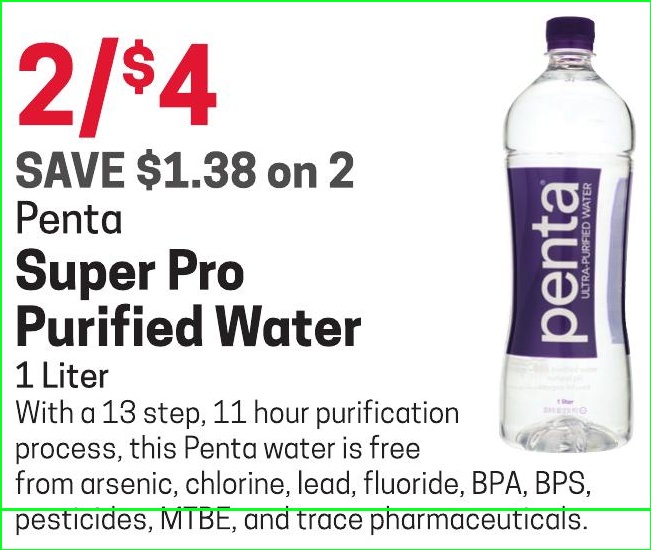 2/$4
SAVE $1.38 on 2
Penta
Super Pro
Purified Water
1 Liter
With a 13 step, 11 hour purification
process, this Penta water is free
from arsenic, chlorine, lead, fluoride, BPA, BPS,
pesticides, MTBE, and trace pharmaceuticals.
penta®
ULTRA-PURIFIED WATER
1 liter